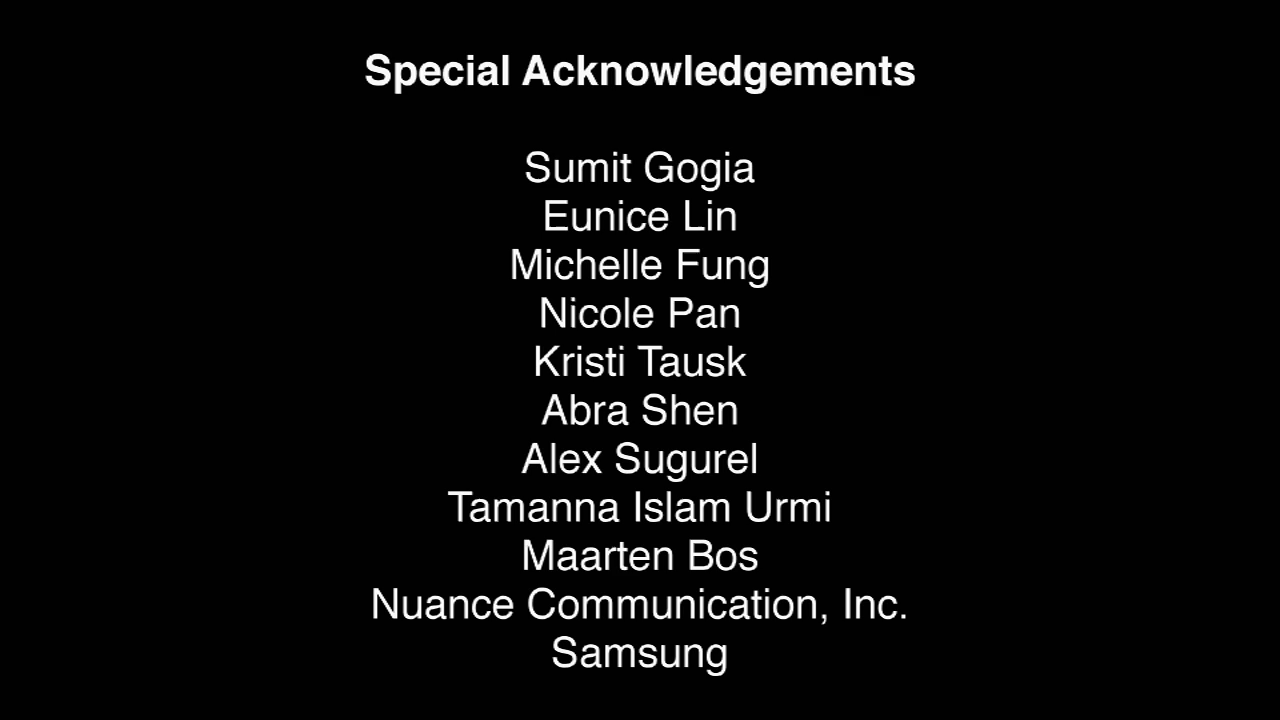 Special Acknowledgements
Sumit Gogia
Eunice Lin
Michelle Fung
Nicole Pan
Kristi Tausk
Abra Shen
Alex Sugurel
Tamanna Islam Urmi
Maarten Bos
Nuance Communication, Inc.
Samsung